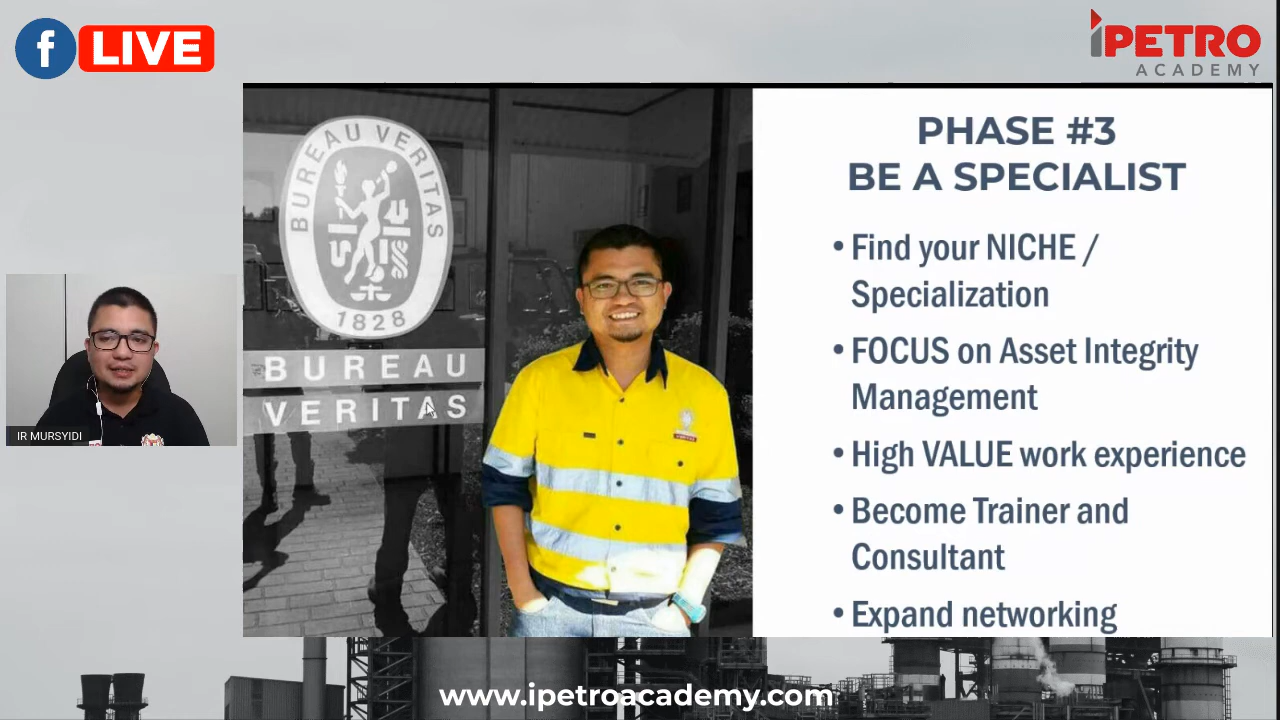 f LIVE
iPETRO
ACADEMY
BUREAU VERITAS
1828
BUREAU
VERITAS
PHASE #3
BE A SPECIALIST
• Find your NICHE /
Specialization
• FOCUS on Asset Integrity
Management
• High VALUE work experience
• Become Trainer and
Consultant
• Expand networking
IR MURSYIDI
www.ipetroacademy.com